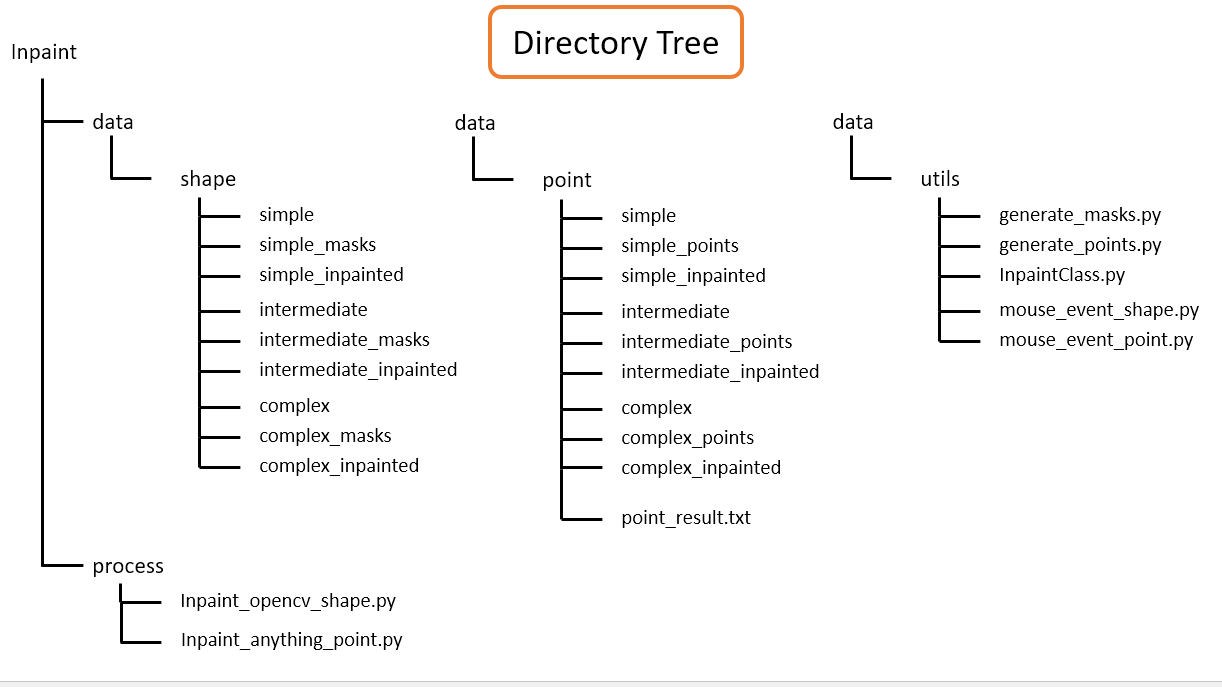 Directory Tree
Inpaint
data
shape
simple
simple_masks
simple_inpainted
intermediate
intermediate_masks
intermediate_inpainted
complex
complex_masks
complex_inpainted
data
point
simple
simple_points
simple_inpainted
intermediate
intermediate_points
intermediate_inpainted
complex
complex_points
complex_inpainted
point_result.txt
data
utils
generate_masks.py
generate_points.py
InpaintClass.py
mouse_event_shape.py
mouse_event_point.py
process
Inpaint_opencv_shape.py
Inpaint_anything_point.py